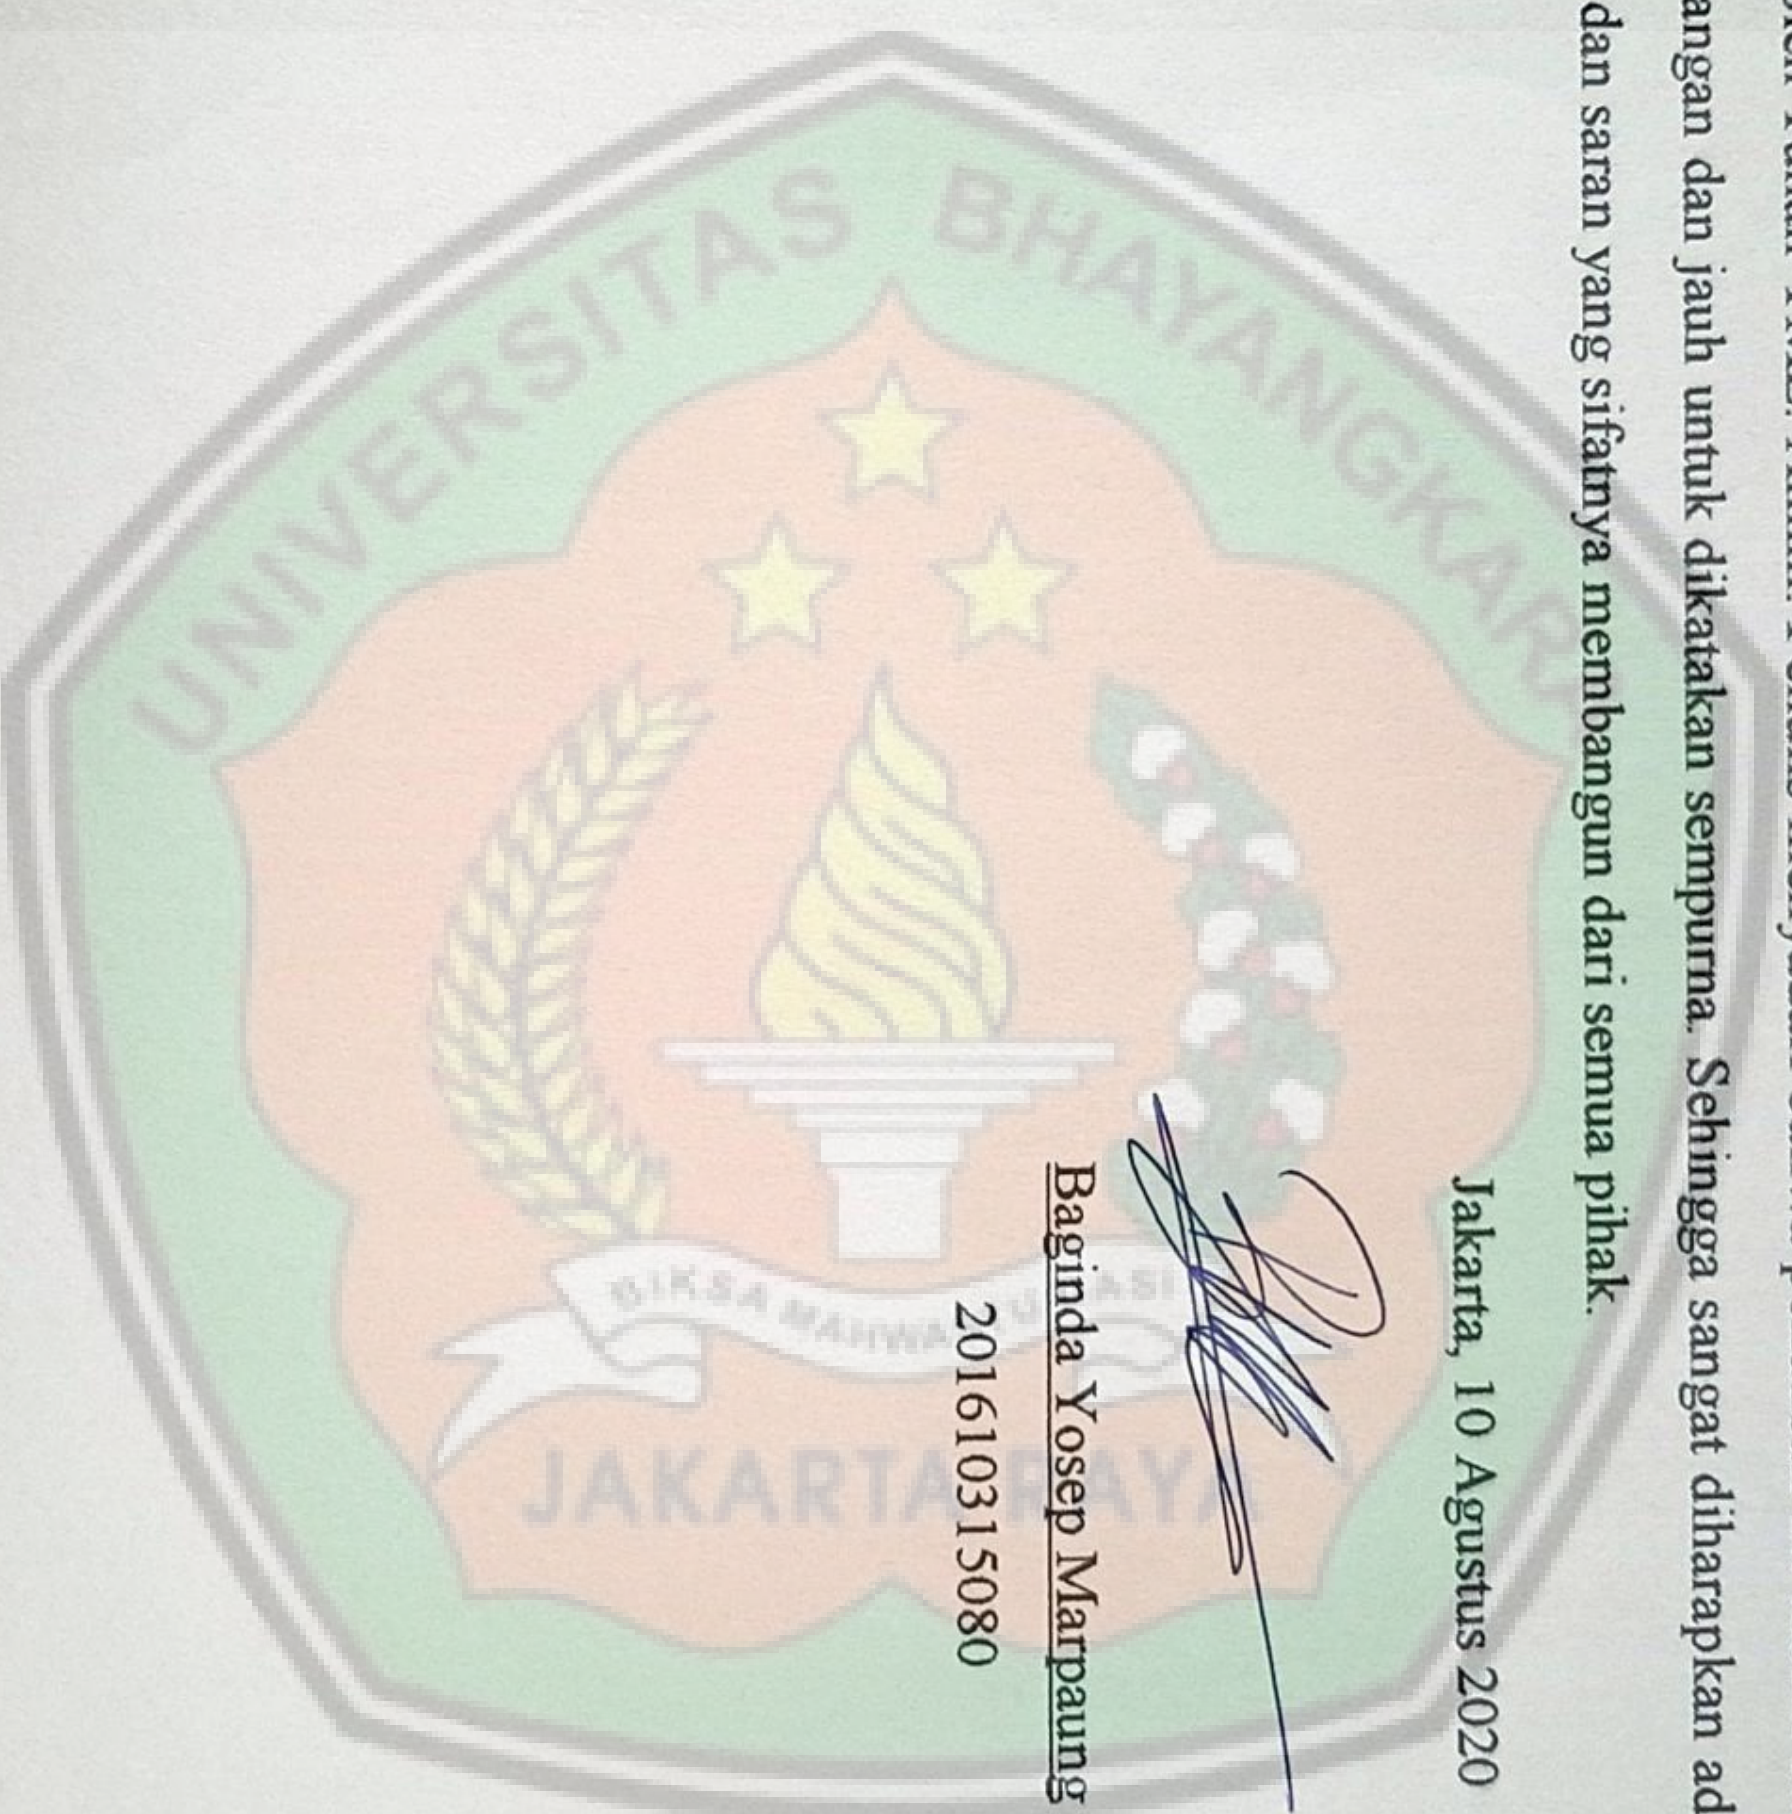 angan dan jauh untuk dikatakan sempurna. Sehingga sangat diharapkan ad
dan saran yang sifatnya membangun dari semua pihak.
Jakarta, 10 Agustus 2020
Baginda Yosep Marpaung
201610315080
UNIVERSITAS BHAYANGKARA
JAKARTA RAYA